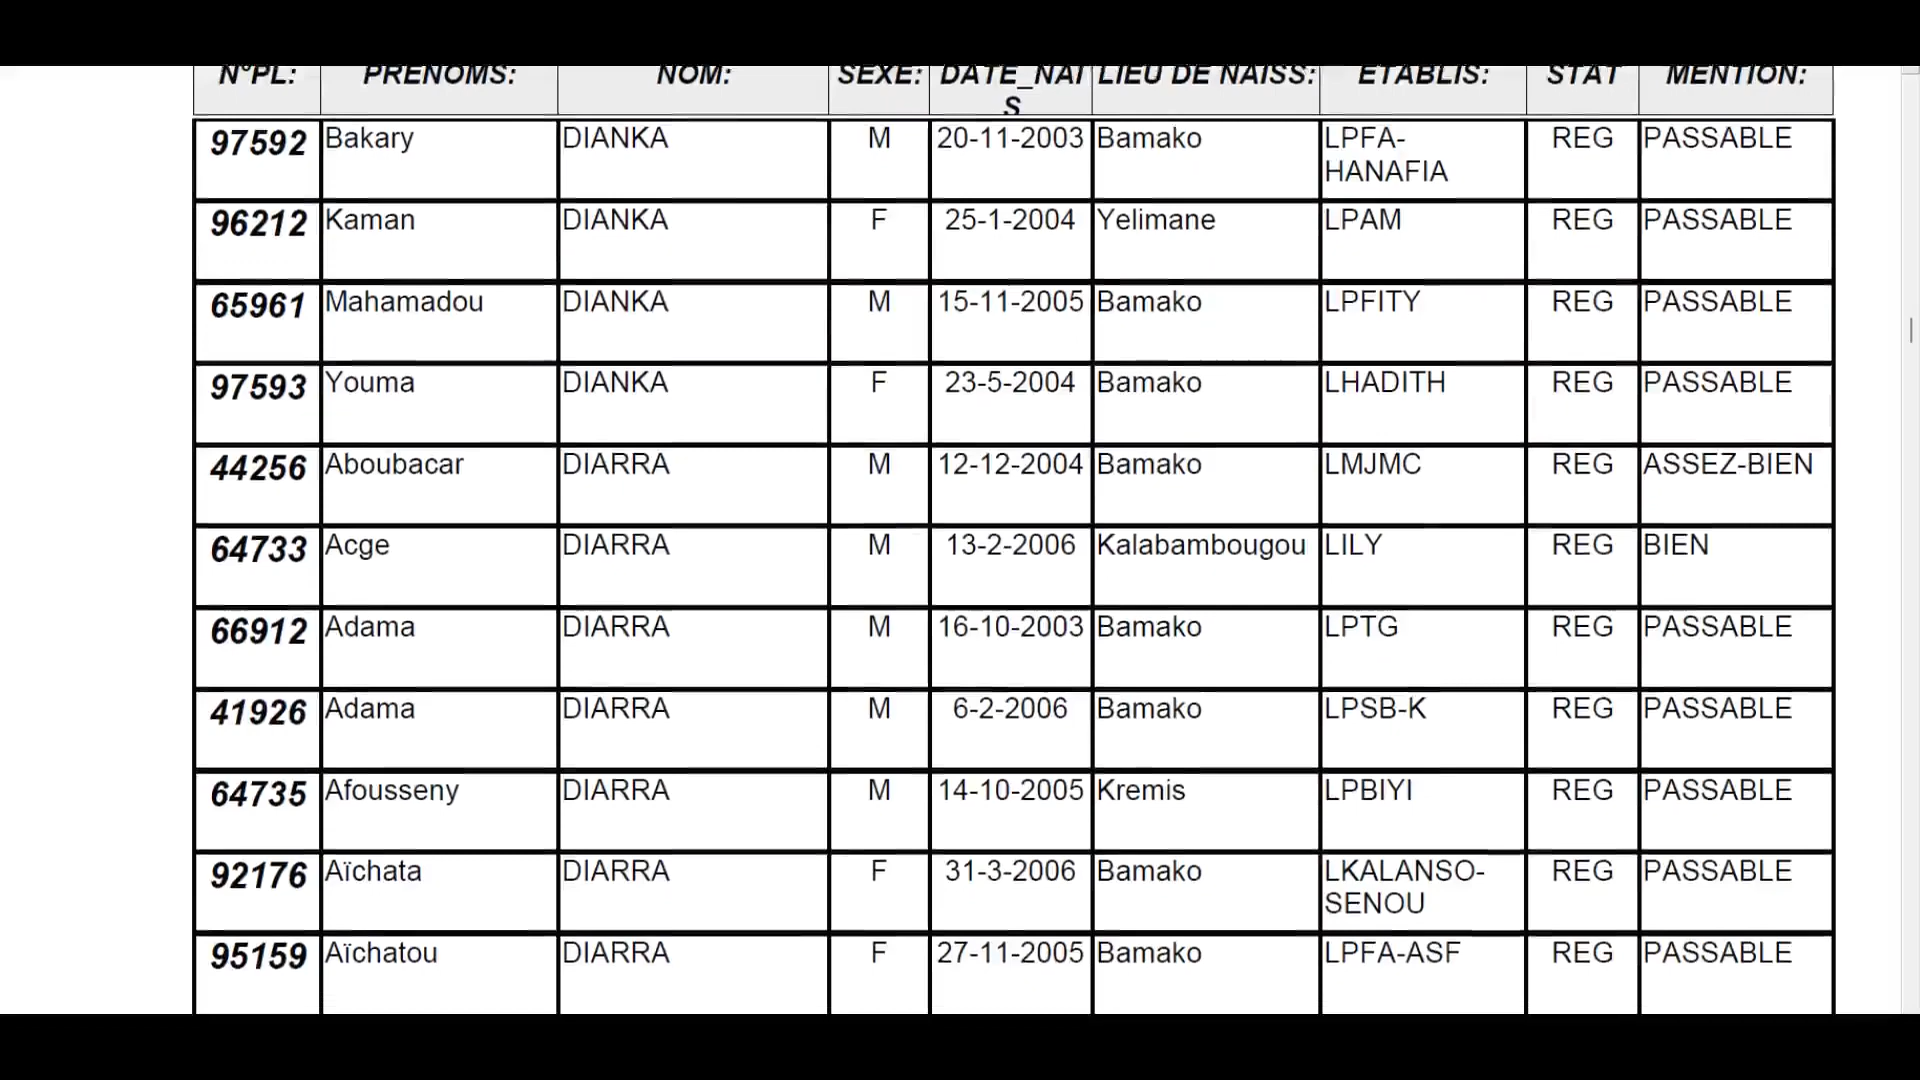 N°PL: PRENOMS: NOM: SEXE: DATE_NAI LIEU DE NAISS: ETABLIS: STAT MENTION:
S
97592 Bakary DIANKA M 20-11-2003 Bamako LPFA- REG PASSABLE
HANAFIA
96212 Kaman DIANKA F 25-1-2004 Yelimane LPAM REG PASSABLE
65961 Mahamadou DIANKA M 15-11-2005 Bamako LPFITY REG PASSABLE
97593 Youma DIANKA F 23-5-2004 Bamako LHADITH REG PASSABLE
44256 Aboubacar DIARRA M 12-12-2004 Bamako LMJMC REG ASSEZ-BIEN
64733 Acge DIARRA M 13-2-2006 Kalabambougou LILY REG BIEN
66912 Adama DIARRA M 16-10-2003 Bamako LPTG REG PASSABLE
41926 Adama DIARRA M 6-2-2006 Bamako LPSB-K REG PASSABLE
64735 Afousseny DIARRA M 14-10-2005 Kremis LPBIYI REG PASSABLE
92176 Aïchata DIARRA F 31-3-2006 Bamako LKALANSO- REG PASSABLE
SENOU
95159 Aïchatou DIARRA F 27-11-2005 Bamako LPFA-ASF REG PASSABLE